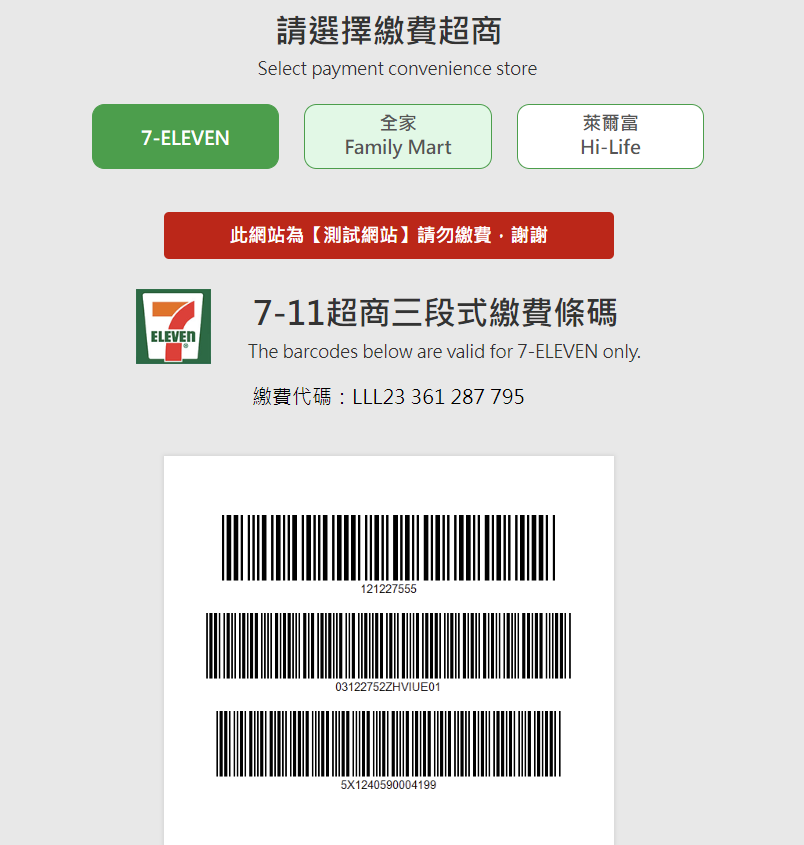 請選擇繳費超商
Select payment convenience store
7-ELEVEN
全家
Family Mart
萊爾富
Hi-Life
此網站為【測試網站】請勿繳費，謝謝
7
ELEVEN
®
7-11超商三段式繳費條碼
The barcodes below are valid for 7-ELEVEN only.
繳費代碼：LLL23 361 287 795
121227555
03122752ZHVIUE01
5X1240590004199